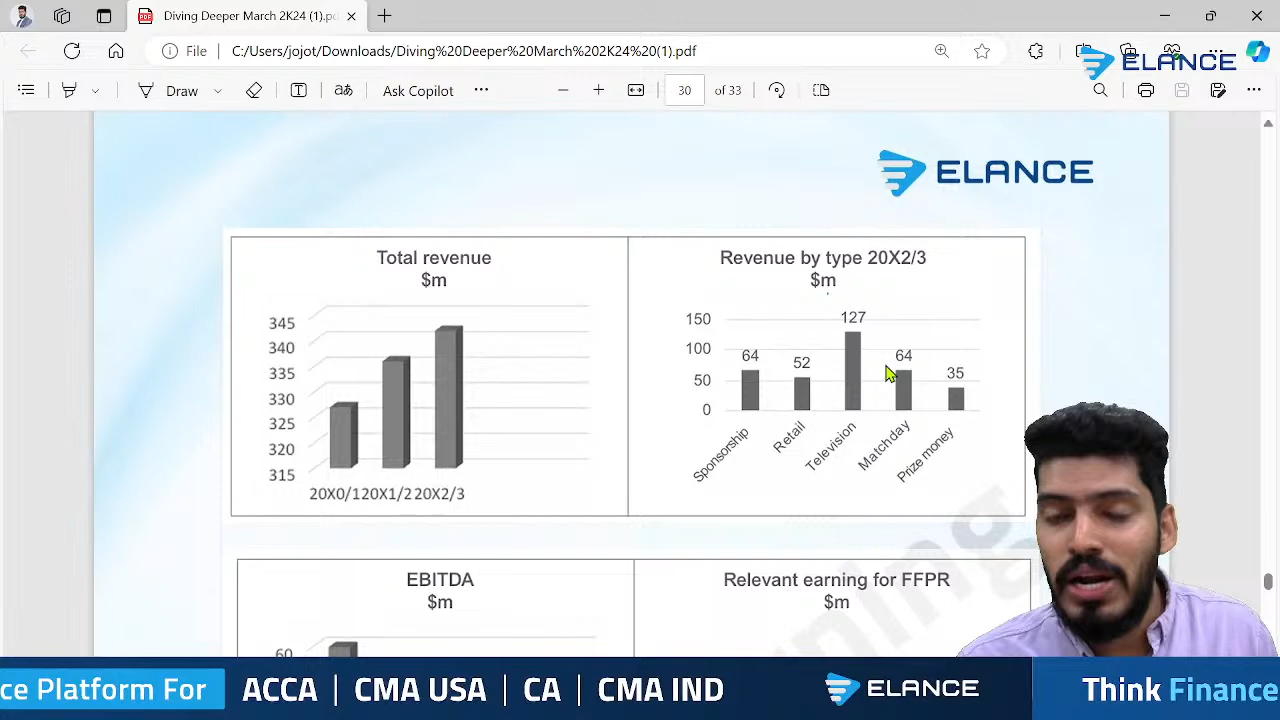 Diving Deeper March 2K24 (1).pd
File
C:/Users/jojot/Downloads/Diving%20Deeper%20March%202K24%20(1).pdf
ELANCE
Draw
Ask Copilot
30
of 33
ELANCE
Total revenue
$m
345
340
335
330
325
320
315
20X0/1 20X1/2 20X2/3
Revenue by type 20X2/3
$m
150
100
50
0
64
52
127
64
35
Sponsorship
Retail
Television
Matchday
Prize money
EBITDA
$m
60
Relevant earning for FFPR
$m
ning
ce Platform For
ACCA | CMA USA | CA | CMA IND
ELANCE
Think Finance